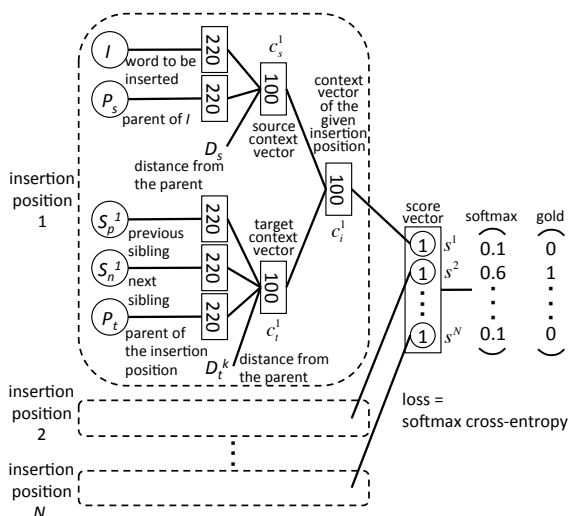 I
220
word to be
inserted
P_s
220
parent of I
D_s
distance from
the parent
c_s^1
100
source
context
vector
context
vector
of the
given
insertion
position
100
c_i^1
insertion
position
1
S_p^1
220
previous
sibling
S_n^1
220
next
sibling
P_t
220
parent of
the insertion
position
D_t^k
distance from
the parent
target
context
vector
100
c_t^1
score
vector
softmax
gold
1 s^1 0.1 0
1 s^2 0.6 1
1 s^N 0.1 0
loss =
softmax cross-entropy
insertion
position
2
insertion
position
N